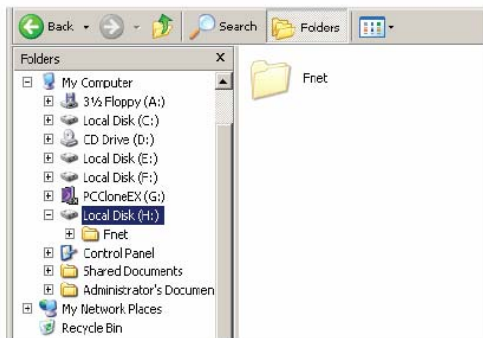 Back Search Folders
Folders X
Fnet
My Computer
3½ Floppy (A:)
Local Disk (C:)
CD Drive (D:)
Local Disk (E:)
Local Disk (F:)
PCCloneEX (G:)
Local Disk (H:)
Fnet
Control Panel
Shared Documents
Administrator's Documen
My Network Places
Recycle Bin